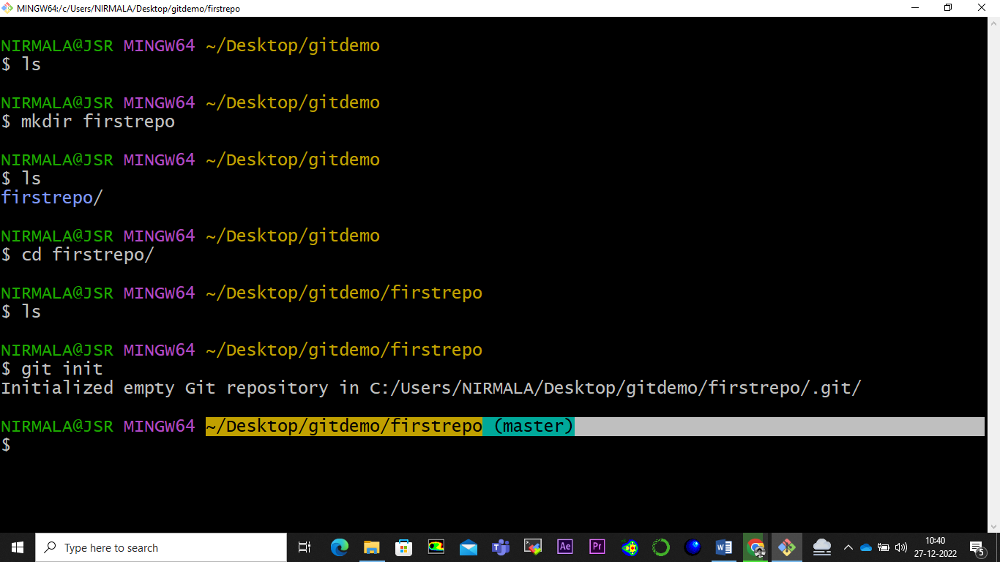 MINGW64:/c/Users/NIRMALA/Desktop/gitdemo/firstrepo
NIRMALA@JSR MINGW64 ~/Desktop/gitdemo
$ ls
NIRMALA@JSR MINGW64 ~/Desktop/gitdemo
$ mkdir firstrepo
NIRMALA@JSR MINGW64 ~/Desktop/gitdemo
$ ls
firstrepo/
NIRMALA@JSR MINGW64 ~/Desktop/gitdemo
$ cd firstrepo/
NIRMALA@JSR MINGW64 ~/Desktop/gitdemo/firstrepo
$ ls
NIRMALA@JSR MINGW64 ~/Desktop/gitdemo/firstrepo
$ git init
Initialized empty Git repository in C:/Users/NIRMALA/Desktop/gitdemo/firstrepo/.git/
NIRMALA@JSR MINGW64 ~/Desktop/gitdemo/firstrepo (master)
$
Type here to search
Ae
Pr
10:40
27-12-2022
5